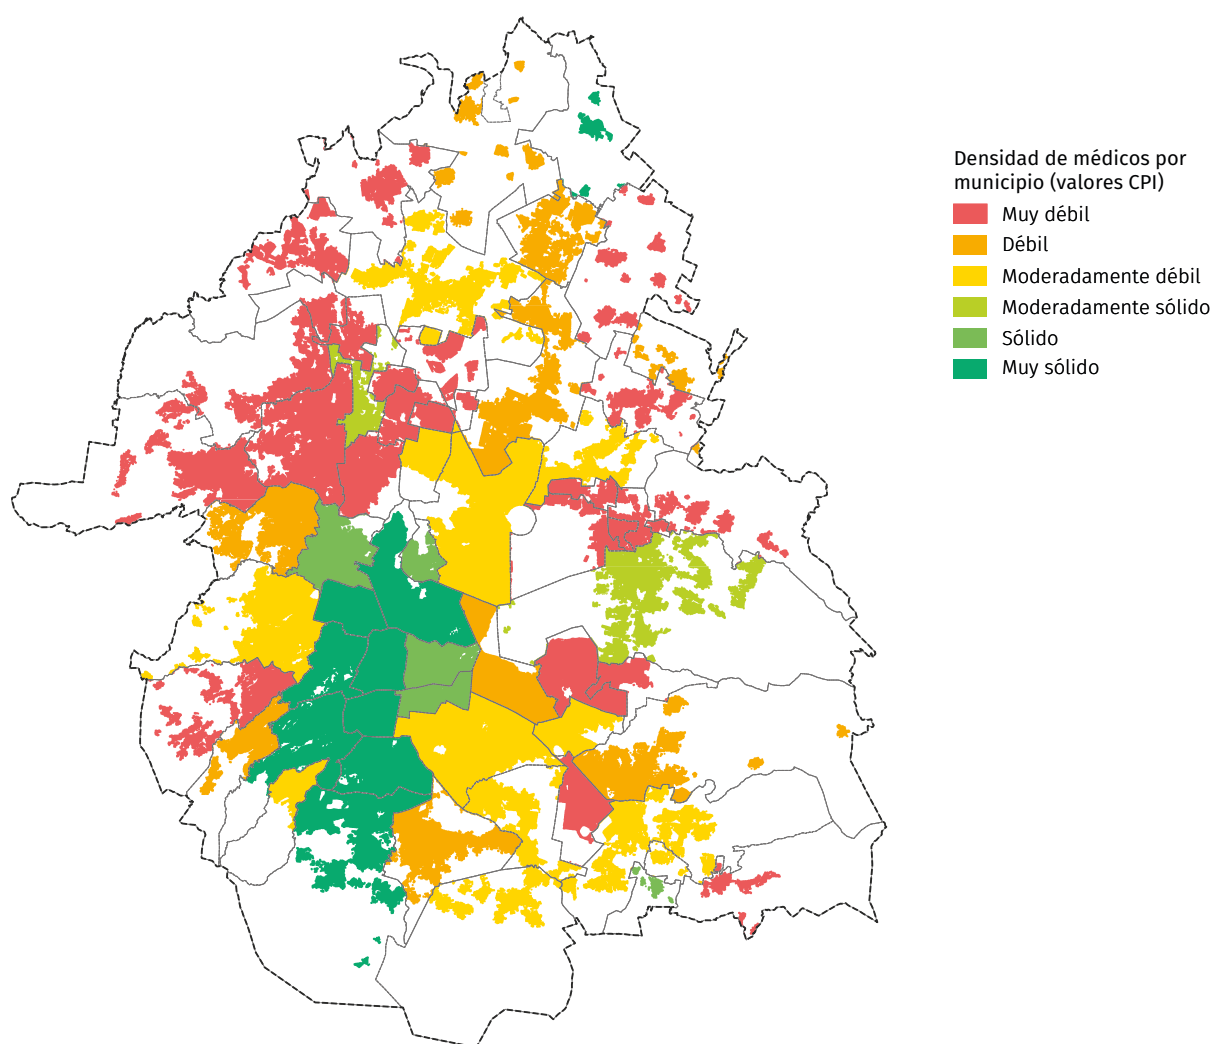 Densidad de médicos por
municipio (valores CPI)
Muy débil
Débil
Moderadamente débil
Moderadamente sólido
Sólido
Muy sólido